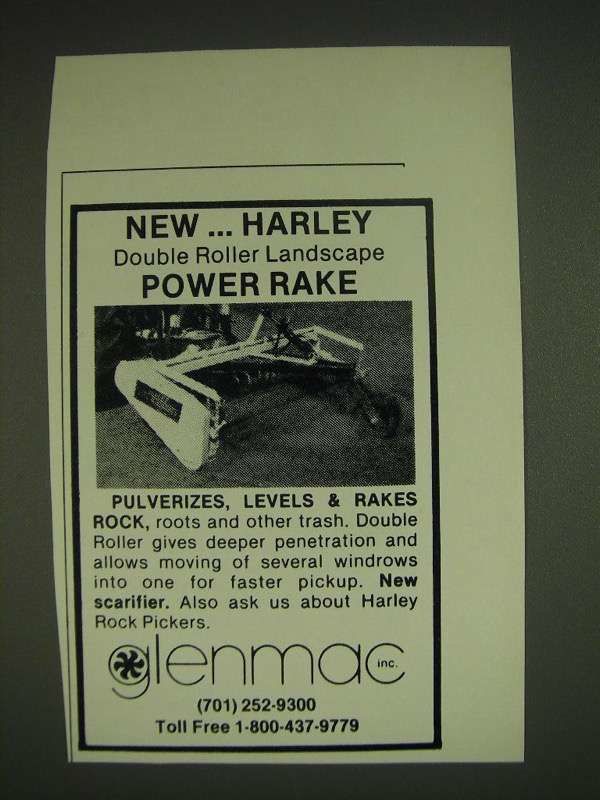 NEW ... HARLEY
Double Roller Landscape
POWER RAKE
PULVERIZES, LEVELS & RAKES
ROCK, roots and other trash. Double
Roller gives deeper penetration and
allows moving of several windrows
into one for faster pickup. New
scarifier. Also ask us about Harley
Rock Pickers.
glenmac inc.
(701) 252-9300
Toll Free 1-800-437-9779